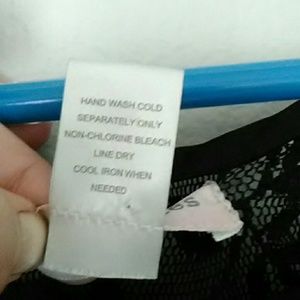 HAND WASH COLD
SEPARATELY ONLY
NON-CHLORINE BLEACH
LINE DRY
COOL IRON WHEN
NEEDED